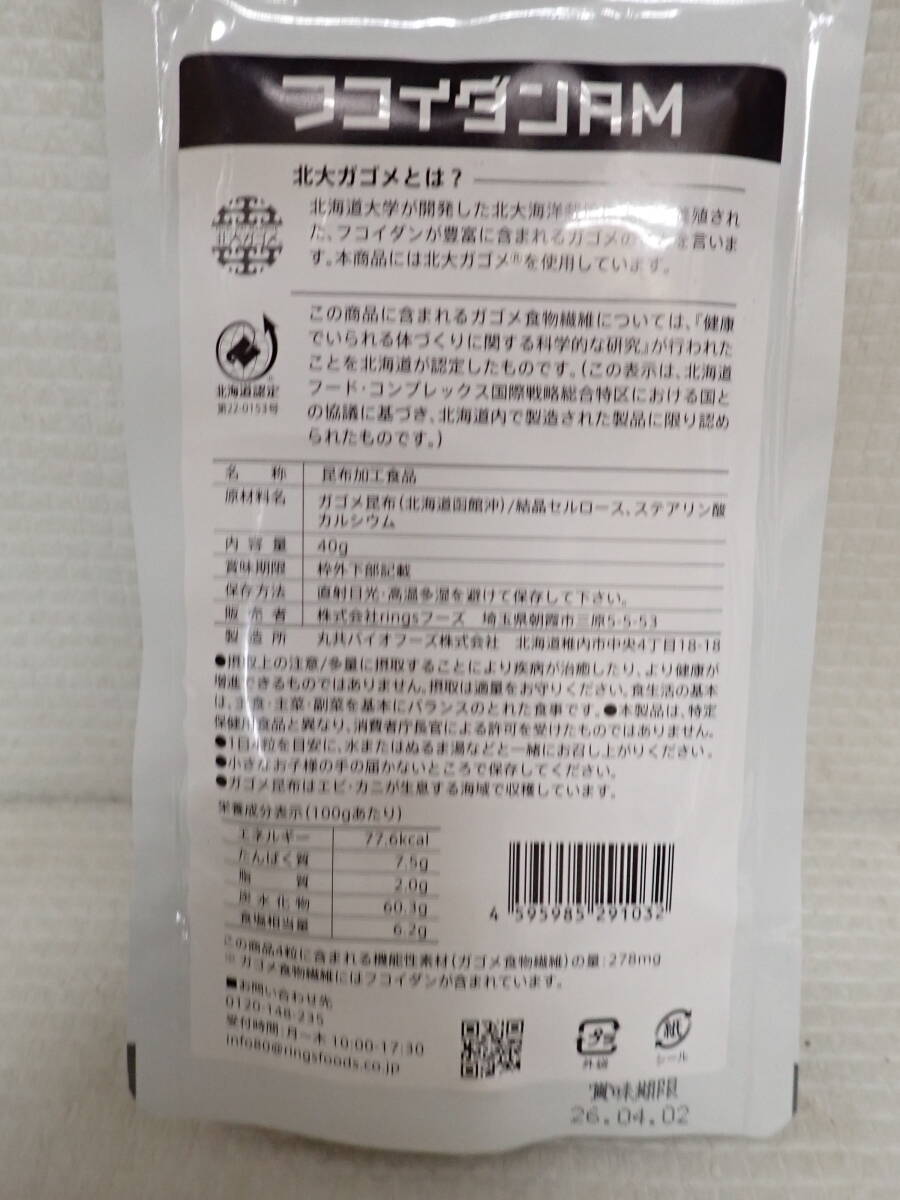 フコイダンAM
北大ガゴメとは？
北大ガゴメ
北海道大学が開発した北大海洋 殖され
た、フコイダンが豊富に含まれるガゴメの を言いま
す。本商品には北大ガゴメ®を使用しています。
この商品に含まれるガゴメ食物繊維については、『健康
でいられる体づくりに関する科学的な研究』が行われた
ことを北海道が認定したものです。(この表示は、北海道
フード・コンプレックス国際戦略総合特区における国と
の協議に基づき、北海道内で製造された製品に限り認め
られたものです。)
北海道認定
第22-0153号
名 称 昆布加工食品
原材料名 ガゴメ昆布(北海道函館沖)/結晶セルロース、ステアリン酸
カルシウム
内容量 40g
賞味期限 枠外下部記載
保存方法 直射日光・高温多湿を避けて保存して下さい。
販売者 株式会社ringsフーズ 埼玉県朝霞市三原5-5-53
製造所 丸共バイオフーズ株式会社 北海道稚内市中央4丁目18-18
●摂取上の注意/多量に摂取することにより疾病が治癒したり、より健康が
増進できるものではありません。摂取は適量をお守りください。食生活の基本
は、主食・主菜・副菜を基本にバランスのとれた食事です。●本製品は、特定
保健用食品と異なり、消費者庁長官による許可を受けたものではありません。
●1日4粒を目安に、水またはぬるま湯などと一緒にお召し上がりください。
●小さなお子様の手の届かないところで保存してください。
●ガゴメ昆布はエビ・カニが生息する海域で収穫しています。
栄養成分表示(100gあたり)
エネルギー 77.6kcal
たんぱく質 7.5g
脂 質 2.0g
炭水化物 60.3g
食塩相当量 6.2g
4 595985 291032
この商品4粒に含まれる機能性素材(ガゴメ食物繊維)の量:278mg
※ガゴメ食物繊維にはフコイダンが含まれています。
■お問い合わせ先
0120-148-235
受付時間:月〜木 10:00-17:30
info80@ringsfoods.co.jp
プラ
外袋
紙
シール
賞味期限
26.04.02